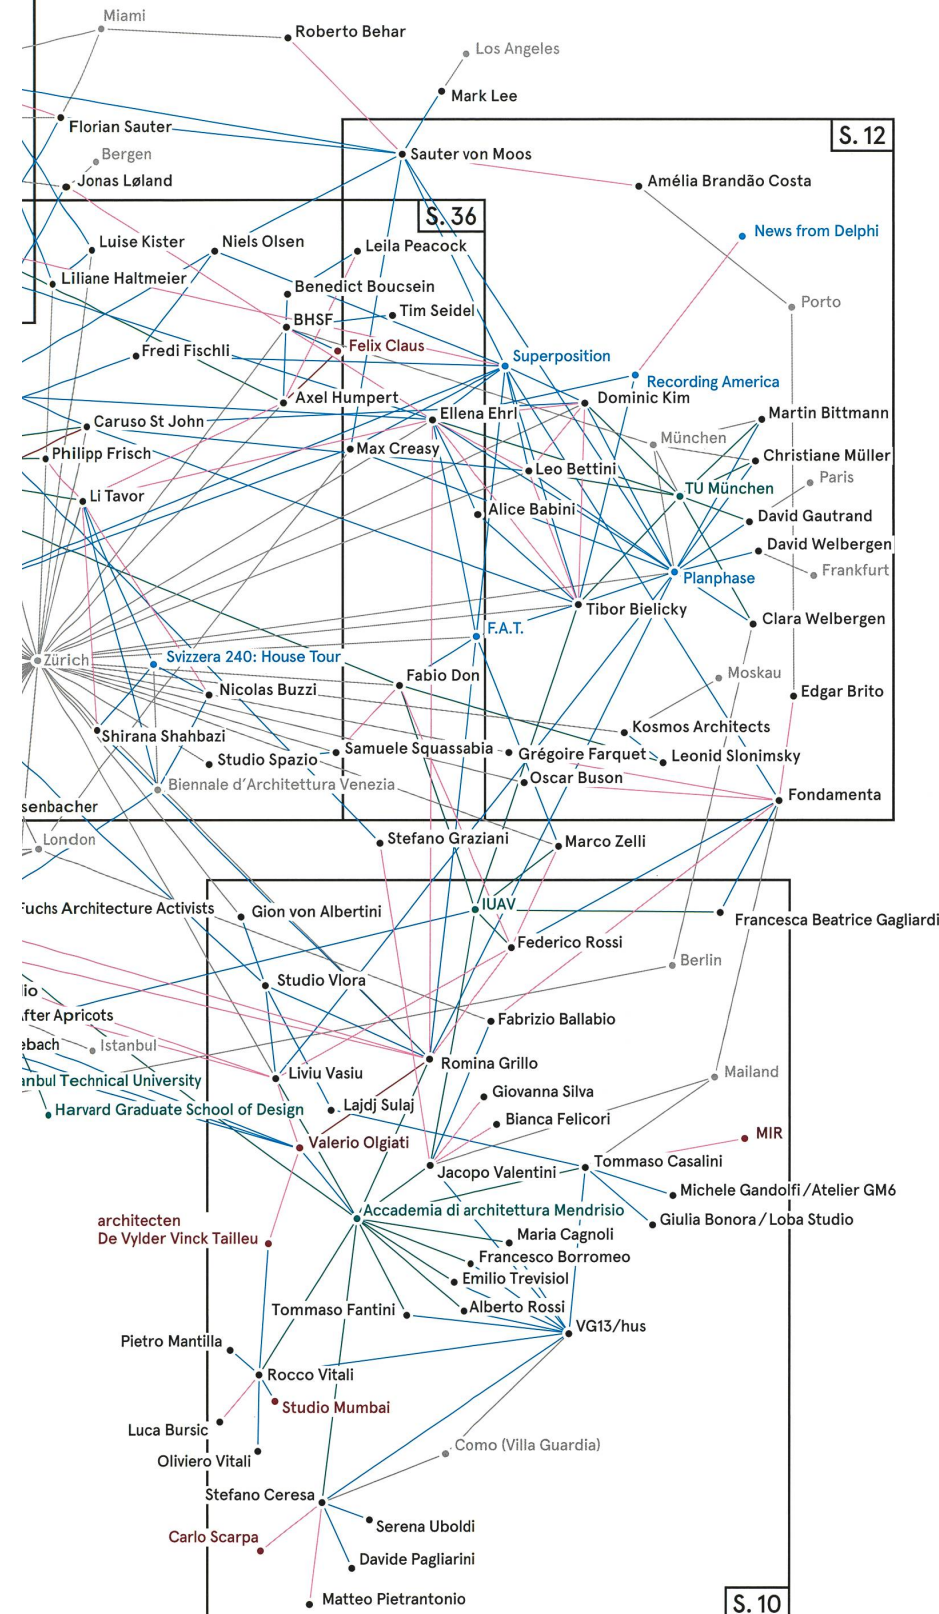 Miami
Roberto Behar
Los Angeles
Mark Lee
Florian Sauter
S. 12
Bergen
Sauter von Moos
Jonas Løland
Amélia Brandão Costa
S. 36
News from Delphi
Luise Kister
Niels Olsen
Leila Peacock
Liliane Haltmeier
Benedict Boucsein
Porto
Tim Seidel
BHSF
Felix Claus
Fredi Fischli
Superposition
Recording America
Axel Humpert
Dominic Kim
Ellena Ehrl
Martin Bittmann
Caruso St John
München
Philipp Frisch
Max Creasy
Christiane Müller
Leo Bettini
Paris
Li Tavor
TU München
Alice Babini
David Gautrand
David Welbergen
Planphase
Frankfurt
Tibor Bielicky
Clara Welbergen
F.A.T.
Zürich
Svizzera 240: House Tour
Fabio Don
Moskau
Nicolas Buzzi
Edgar Brito
Shirana Shahbazi
Kosmos Architects
Samuele Squassabia
Grégoire Farquet
Leonid Slonimsky
Studio Spazio
Biennale d'Architettura Venezia
Oscar Buson
Fondamenta
senbacher
London
Stefano Graziani
Marco Zelli
Fuchs Architecture Activists
Gion von Albertini
IUAV
Francesca Beatrice Gagliardi
Federico Rossi
Berlin
Studio Vlora
lio
After Apricots
Fabrizio Ballabio
ebach
Istanbul
Romina Grillo
Liviu Vasiu
Mailand
anbul Technical University
Giovanna Silva
Harvard Graduate School of Design
Lajdj Sulaj
Bianca Felicori
MIR
Valerio Olgiati
Jacopo Valentini
Tommaso Casalini
Michele Gandolfi/Atelier GM6
Accademia di architettura Mendrisio
Giulia Bonora/Loba Studio
architecten
De Vylder Vinck Tailleu
Maria Cagnoli
Francesco Borromeo
Emilio Trevisiol
Tommaso Fantini
Alberto Rossi
VG13/hus
Pietro Mantilla
Rocco Vitali
Studio Mumbai
Luca Bursic
Como (Villa Guardia)
Oliviero Vitali
Stefano Ceresa
Serena Uboldi
Carlo Scarpa
Davide Pagliarini
Matteo Pietrantonio
S. 10